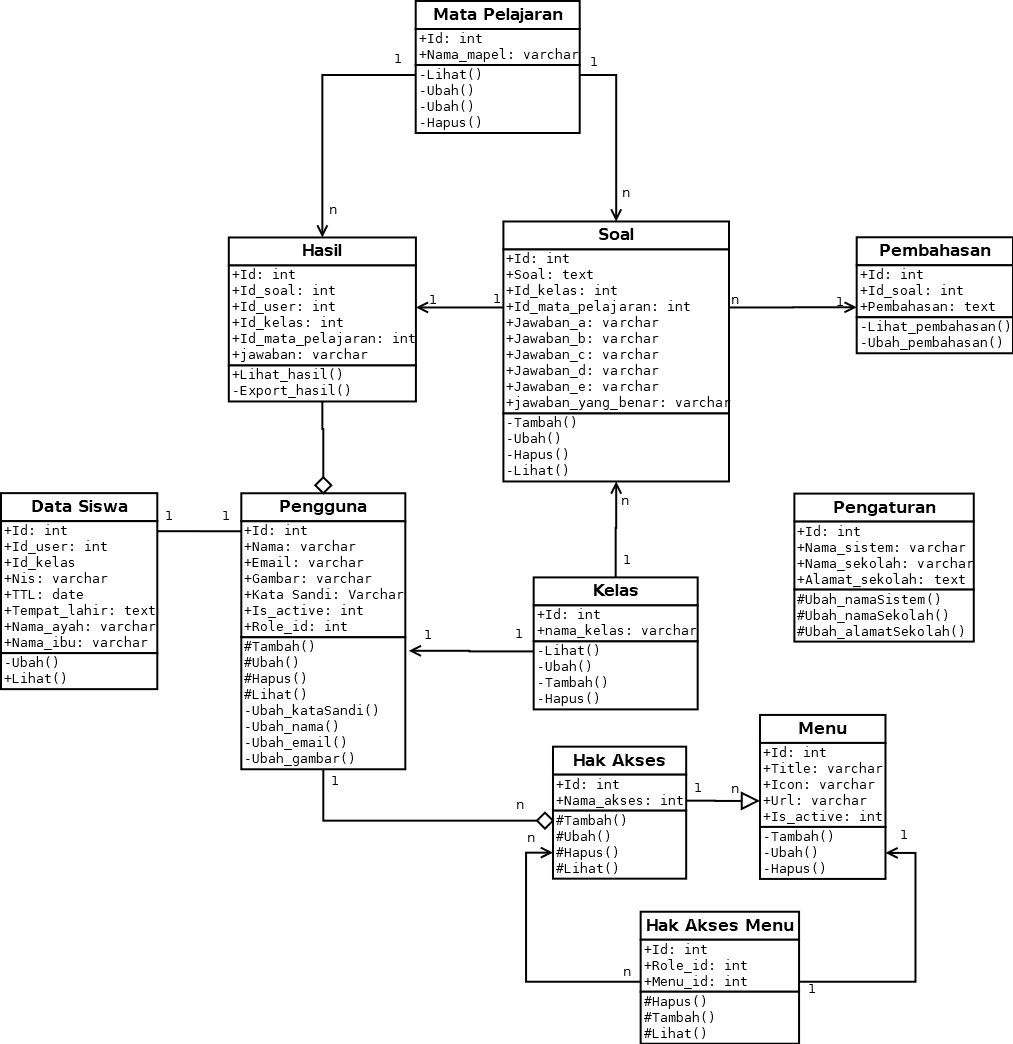 Mata Pelajaran
+Id: int
+Nama_mapel: varchar
-Lihat()
-Ubah()
-Ubah()
-Hapus()
1
1
n
n
Hasil
+Id: int
+Id_soal: int
+Id_user: int
+Id_kelas: int
+Id_mata_pelajaran: int
+jawaban: varchar
+Lihat_hasil()
-Export_hasil()
1
1
Soal
+Id: int
+Soal: text
+Id_kelas: int
+Id_mata_pelajaran: int
+Jawaban_a: varchar
+Jawaban_b: varchar
+Jawaban_c: varchar
+Jawaban_d: varchar
+Jawaban_e: varchar
+jawaban_yang_benar: varchar
-Tambah()
-Ubah()
-Hapus()
-Lihat()
n
1
Pembahasan
+Id: int
+Id_soal: int
+Pembahasan: text
-Lihat_pembahasan()
-Ubah_pembahasan()
Data Siswa
+Id: int
+Id_user: int
+Id_kelas
+Nis: varchar
+TTL: date
+Tempat_lahir: text
+Nama_ayah: varchar
+Nama_ibu: varchar
-Ubah()
+Lihat()
1
1
Pengguna
+Id: int
+Nama: varchar
+Email: varchar
+Gambar: varchar
+Kata Sandi: Varchar
+Is_active: int
+Role_id: int
#Tambah()
#Ubah()
#Hapus()
#Lihat()
-Ubah_kataSandi()
-Ubah_nama()
-Ubah_email()
-Ubah_gambar()
n
1
1
1
Kelas
+Id: int
+nama_kelas: varchar
-Lihat()
-Ubah()
-Tambah()
-Hapus()
Pengaturan
+Id: int
+Nama_sistem: varchar
+Nama_sekolah: varchar
+Alamat_sekolah: text
#Ubah_namaSistem()
#Ubah_namaSekolah()
#Ubah_alamatSekolah()
1
n
Hak Akses
+Id: int
+Nama_akses: int
#Tambah()
#Ubah()
#Hapus()
#Lihat()
1
n
Menu
+Id: int
+Title: varchar
+Icon: varchar
+Url: varchar
+Is_active: int
-Tambah()
-Ubah()
-Hapus()
n
1
n
1
Hak Akses Menu
+Id: int
+Role_id: int
+Menu_id: int
#Hapus()
#Tambah()
#Lihat()